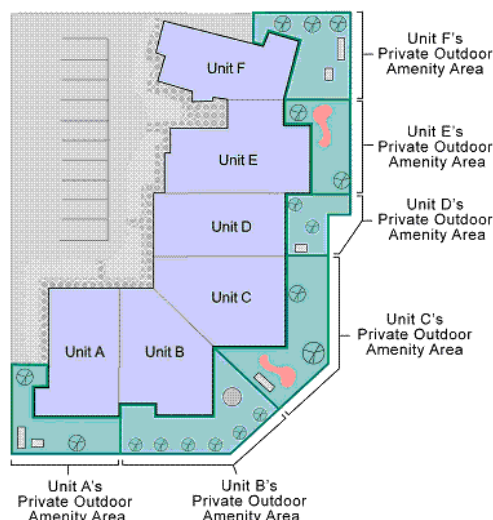 Unit F's
Private Outdoor
Amenity Area
Unit F
Unit E's
Private Outdoor
Amenity Area
Unit E
Unit D's
Private Outdoor
Amenity Area
Unit D
Unit C
Unit C's
Private Outdoor
Amenity Area
Unit A
Unit B
Unit A's
Private Outdoor
Amenity Area
Unit B's
Private Outdoor
Amenity Area